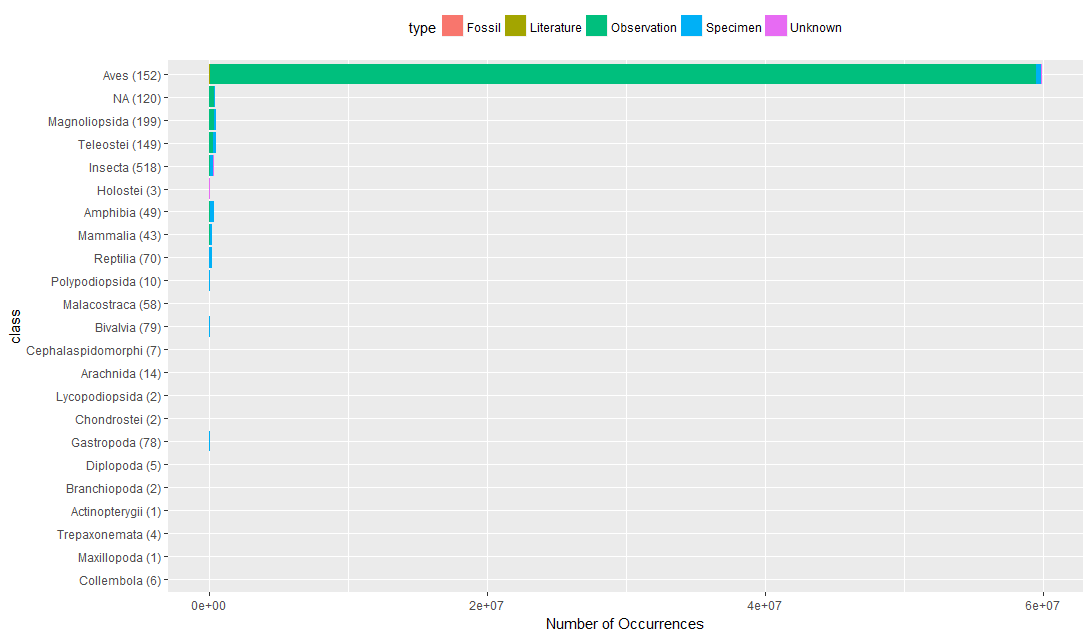 type Fossil Literature Observation Specimen Unknown
Aves (152)
NA (120)
Magnoliopsida (199)
Teleostei (149)
Insecta (518)
Holostei (3)
Amphibia (49)
Mammalia (43)
Reptilia (70)
Polypodiopsida (10)
Malacostraca (58)
Bivalvia (79)
Cephalaspidomorphi (7)
Arachnida (14)
Lycopodiopsida (2)
Chondrostei (2)
Gastropoda (78)
Diplopoda (5)
Branchiopoda (2)
Actinopterygii (1)
Trepaxonemata (4)
Maxillopoda (1)
Collembola (6)
class
0e+00 2e+07 4e+07 6e+07
Number of Occurrences